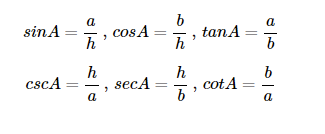 sinA = a/h , cosA = b/h , tanA = a/b
cscA = h/a , secA = h/b , cotA = b/a